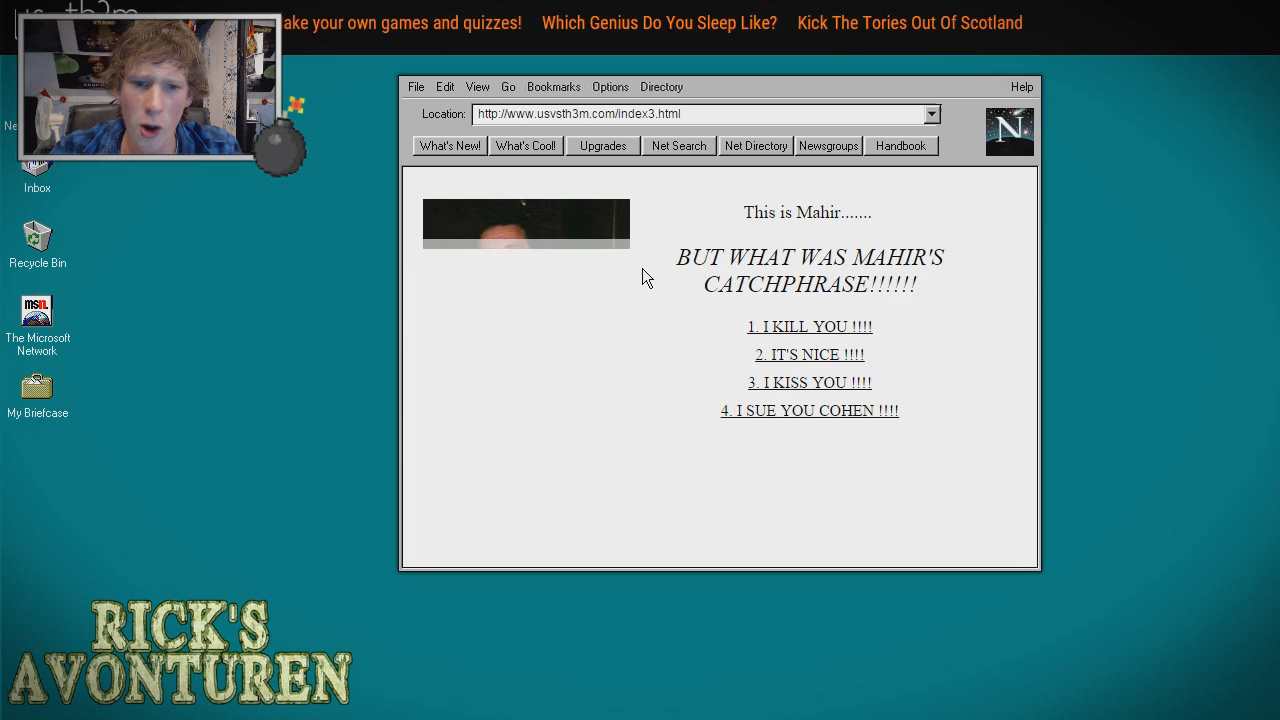 ake your own games and quizzes! Which Genius Do You Sleep Like? Kick The Tories Out Of Scotland
File Edit View Go Bookmarks Options Directory Help
Location: http://www.usvsth3m.com/index3.html
What's New! What's Cool! Upgrades Net Search Net Directory Newsgroups Handbook
N
Inbox
Recycle Bin
msn.
The Microsoft
Network
My Briefcase
This is Mahir.......
BUT WHAT WAS MAHIR'S
CATCHPHRASE!!!!!!
1. I KILL YOU !!!!
2. IT'S NICE !!!!
3. I KISS YOU !!!!
4. I SUE YOU COHEN !!!!
RICK'S
AVONTUREN